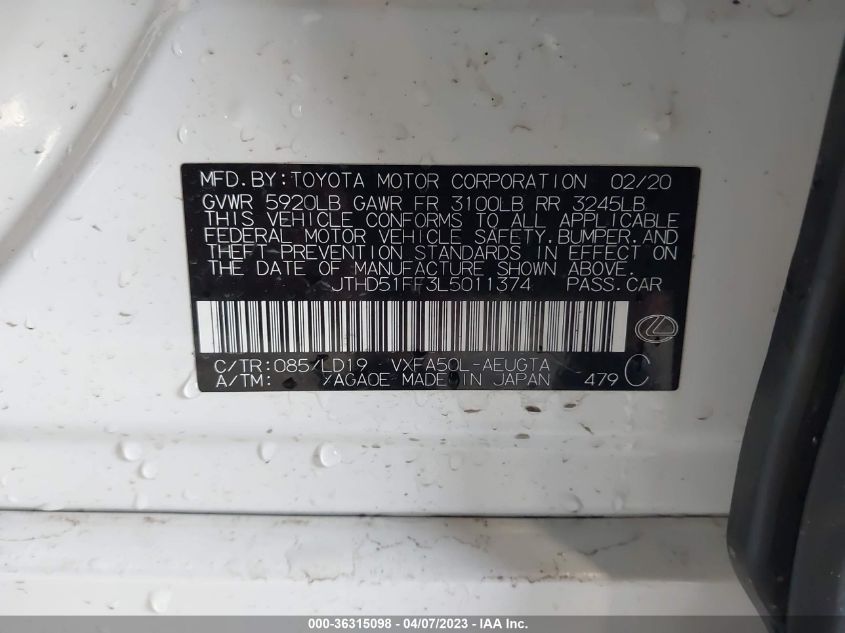 MFD.BY:TOYOTA MOTOR CORPORATION 02/20
GVWR 5920LB GAWR FR 3100LB RR 3245LB
THIS VEHICLE CONFORMS TO ALL APPLICABLE
FEDERAL MOTOR VEHICLE SAFETY,BUMPER,AND
THEFT PREVENTION STANDARDS IN EFFECT ON
THE DATE OF MANUFACTURE SHOWN ABOVE.
JTHD51FF3L5011374 PASS.CAR
C/TR:085/LD19 VXFA50L-AEUGTA
A/TM: /AGA0E MADE IN JAPAN 479 C
000-36315098 - 04/07/2023 - IAA Inc.